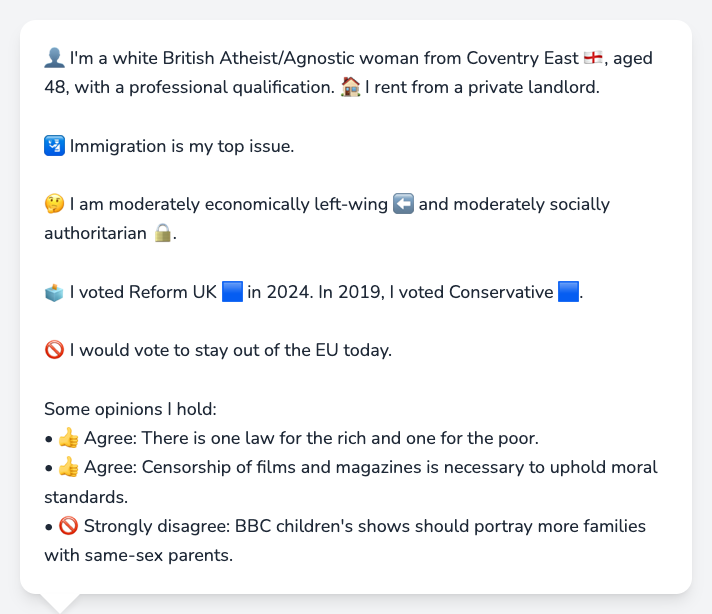 👤 I'm a white British Atheist/Agnostic woman from Coventry East 🏴󠁧󠁢󠁥󠁮󠁧󠁿, aged
48, with a professional qualification. 🏠 I rent from a private landlord.
🛂 Immigration is my top issue.
🤔 I am moderately economically left-wing ⬅️ and moderately socially
authoritarian 🔒.
🗳️ I voted Reform UK 🟦 in 2024. In 2019, I voted Conservative 🟦.
🚫 I would vote to stay out of the EU today.
Some opinions I hold:
• 👍 Agree: There is one law for the rich and one for the poor.
• 👍 Agree: Censorship of films and magazines is necessary to uphold moral
standards.
• 🚫 Strongly disagree: BBC children's shows should portray more families
with same-sex parents.